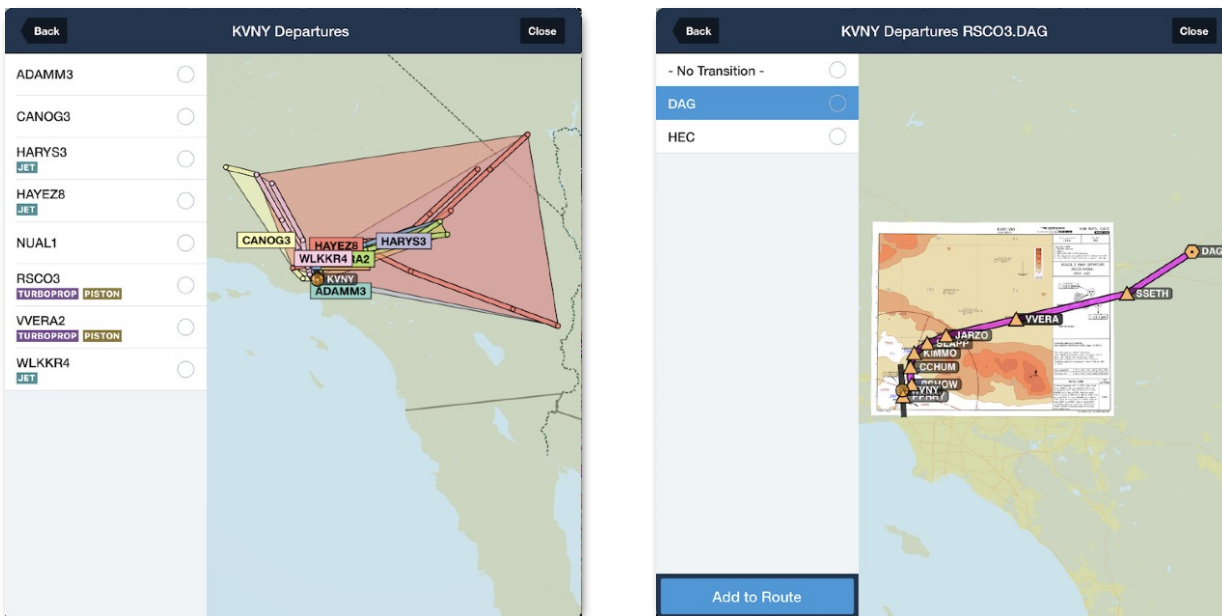 Back
KVNY Departures
Close
ADAMM3
CANOG3
HARYS3
JET
HAYEZ8
JET
NUAL1
RSCO3
TURBOPROP PISTON
VVERA2
TURBOPROP PISTON
WLKKR4
JET
CANOG3
HAYEZ8
HARYS3
WLKKR4
KVNY
ADAMM3
Back
KVNY Departures RSCO3.DAG
Close
- No Transition -
DAG
HEC
DAG
SSETH
VVERA
JARZO
SLAPP
KIMMO
CCHUM
Add to Route